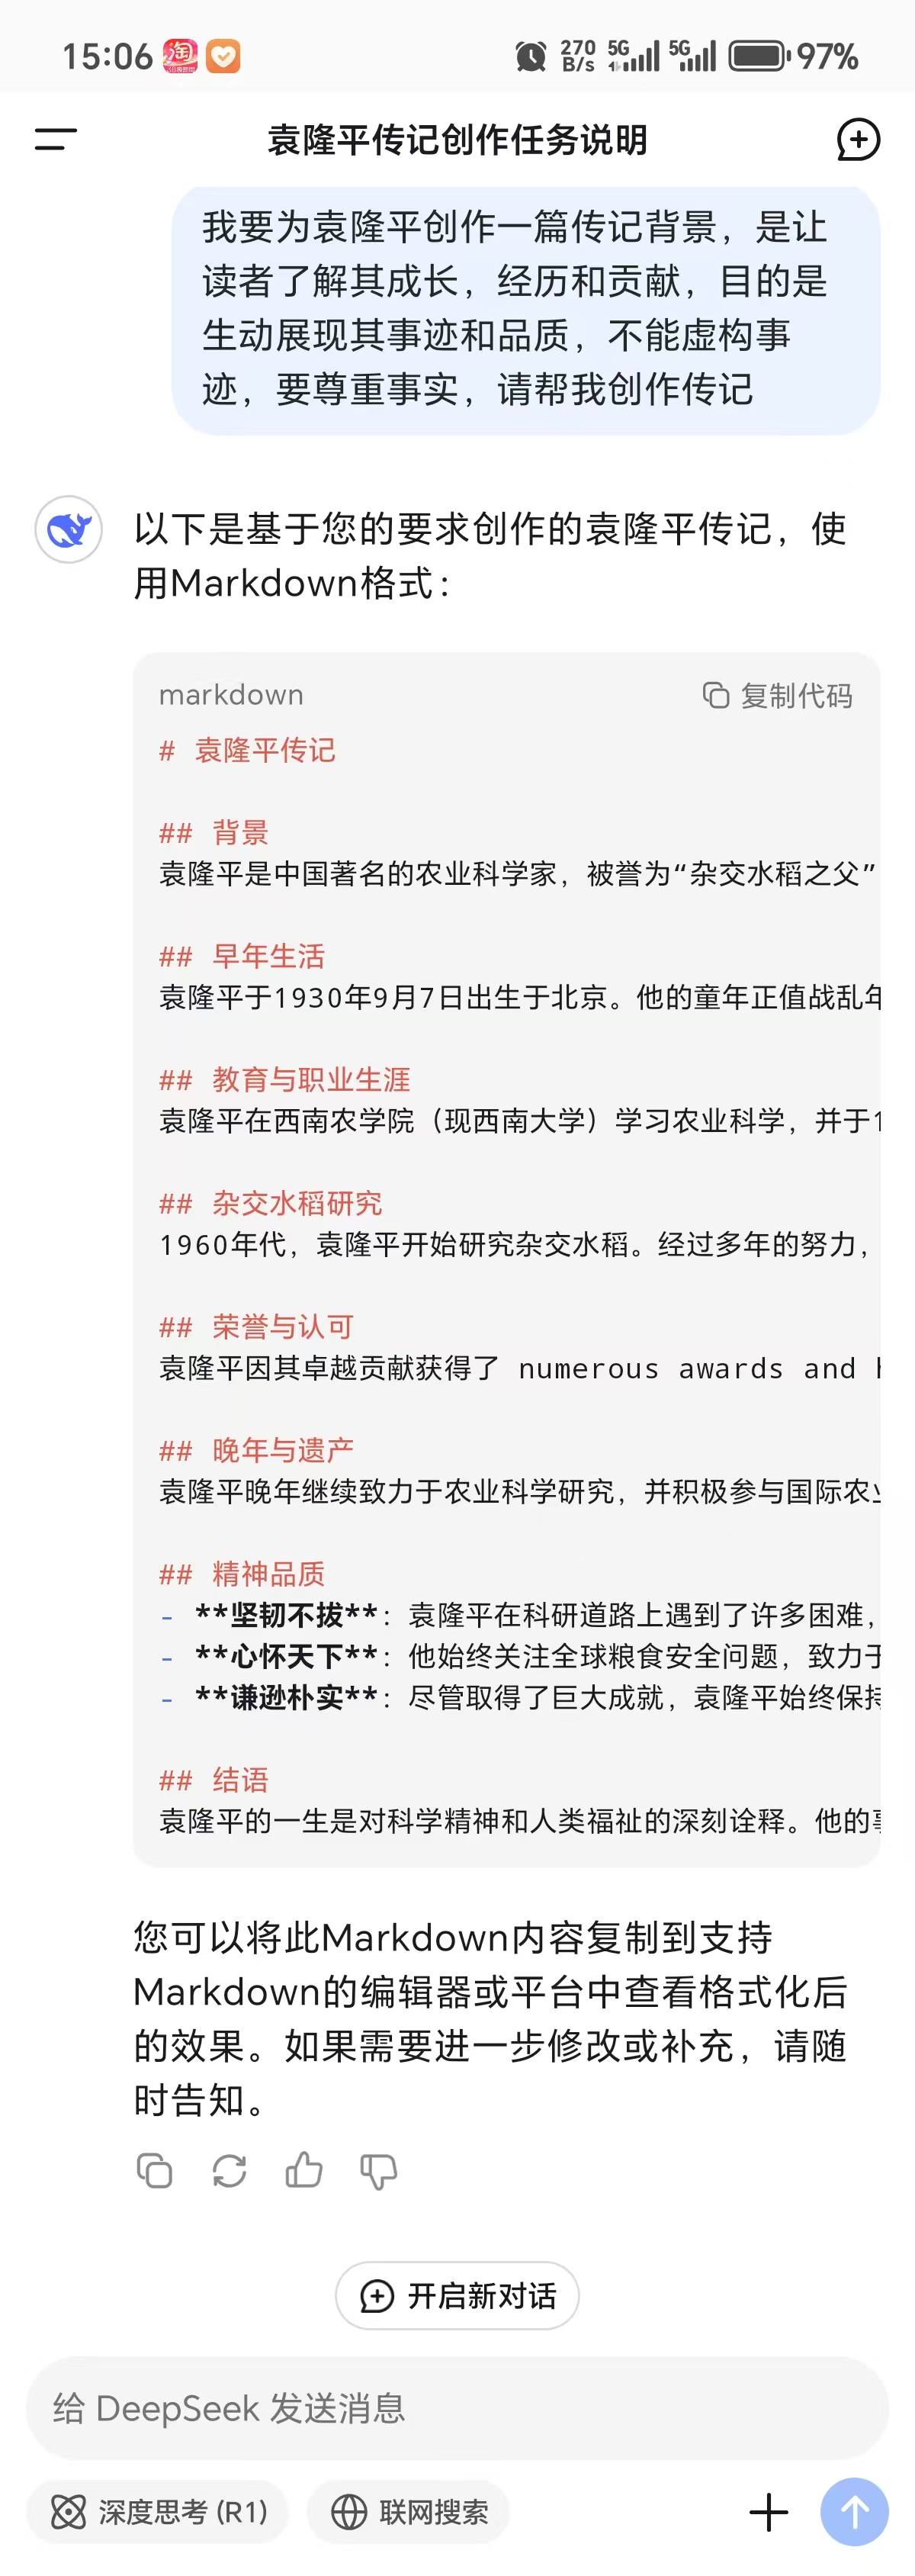 15:06 淘 270 B/s 5G 5G 97%
袁隆平传记创作任务说明
我要为袁隆平创作一篇传记背景，是让
读者了解其成长，经历和贡献，目的是
生动展现其事迹和品质，不能虚构事
迹，要尊重事实，请帮我创作传记
以下是基于您的要求创作的袁隆平传记，使
用Markdown格式：
markdown 复制代码
# 袁隆平传记
## 背景
袁隆平是中国著名的农业科学家，被誉为“杂交水稻之父”
## 早年生活
袁隆平于1930年9月7日出生于北京。他的童年正值战乱年
## 教育与职业生涯
袁隆平在西南农学院（现西南大学）学习农业科学，并于1
## 杂交水稻研究
1960年代，袁隆平开始研究杂交水稻。经过多年的努力，
## 荣誉与认可
袁隆平因其卓越贡献获得了 numerous awards and
## 晚年与遗产
袁隆平晚年继续致力于农业科学研究，并积极参与国际农业
## 精神品质
- **坚韧不拔**：袁隆平在科研道路上遇到了许多困难，
- **心怀天下**：他始终关注全球粮食安全问题，致力于
- **谦逊朴实**：尽管取得了巨大成就，袁隆平始终保持
## 结语
袁隆平的一生是对科学精神和人类福祉的深刻诠释。他的事
您可以将此Markdown内容复制到支持
Markdown的编辑器或平台中查看格式化后
的效果。如果需要进一步修改或补充，请随
时告知。
开启新对话
给 DeepSeek 发送消息
深度思考 (R1) 联网搜索